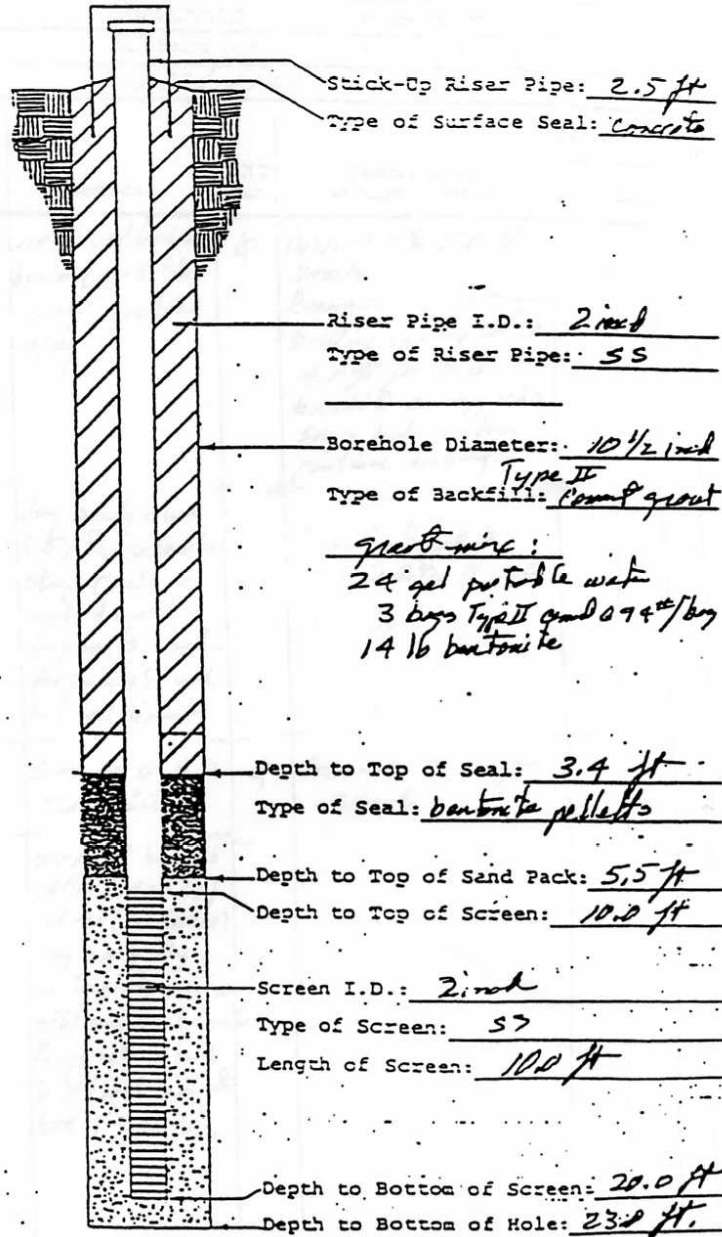 Stick-Up Riser Pipe: 2.5 ft
Type of Surface Seal: Concrete
Riser Pipe I.D.: 2 inch
Type of Riser Pipe: SS
Borehole Diameter: 10 1/2 inch
Type II
Type of Backfill: Cement grout
grout mix:
24 gal portable water
3 bags Type II cement @ 94#/bag
14 lb bentonite
Depth to Top of Seal: 3.4 ft
Type of Seal: bentonite pellets
Depth to Top of Sand Pack: 5.5 ft
Depth to Top of Screen: 10.0 ft
Screen I.D.: 2 inch
Type of Screen: SS
Length of Screen: 10.0 ft
Depth to Bottom of Screen: 20.0 ft
Depth to Bottom of Hole: 23.0 ft.